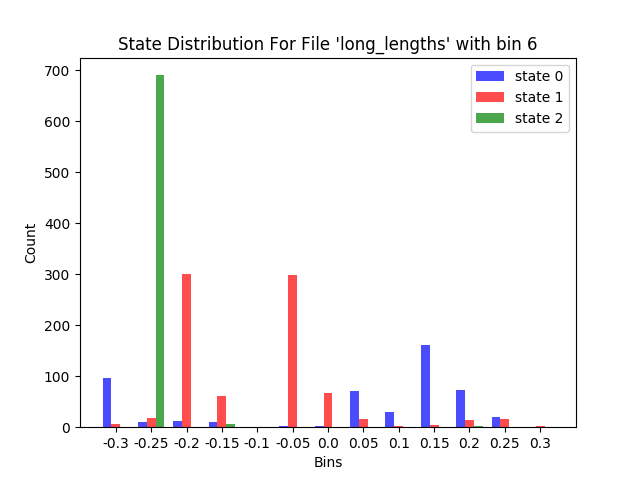 State Distribution For File 'long_lengths' with bin 6
state 0
state 1
state 2
700
600
500
400
300
200
100
0
Count
-0.3 -0.25 -0.2 -0.15 -0.1 -0.05 0.0 0.05 0.1 0.15 0.2 0.25 0.3
Bins